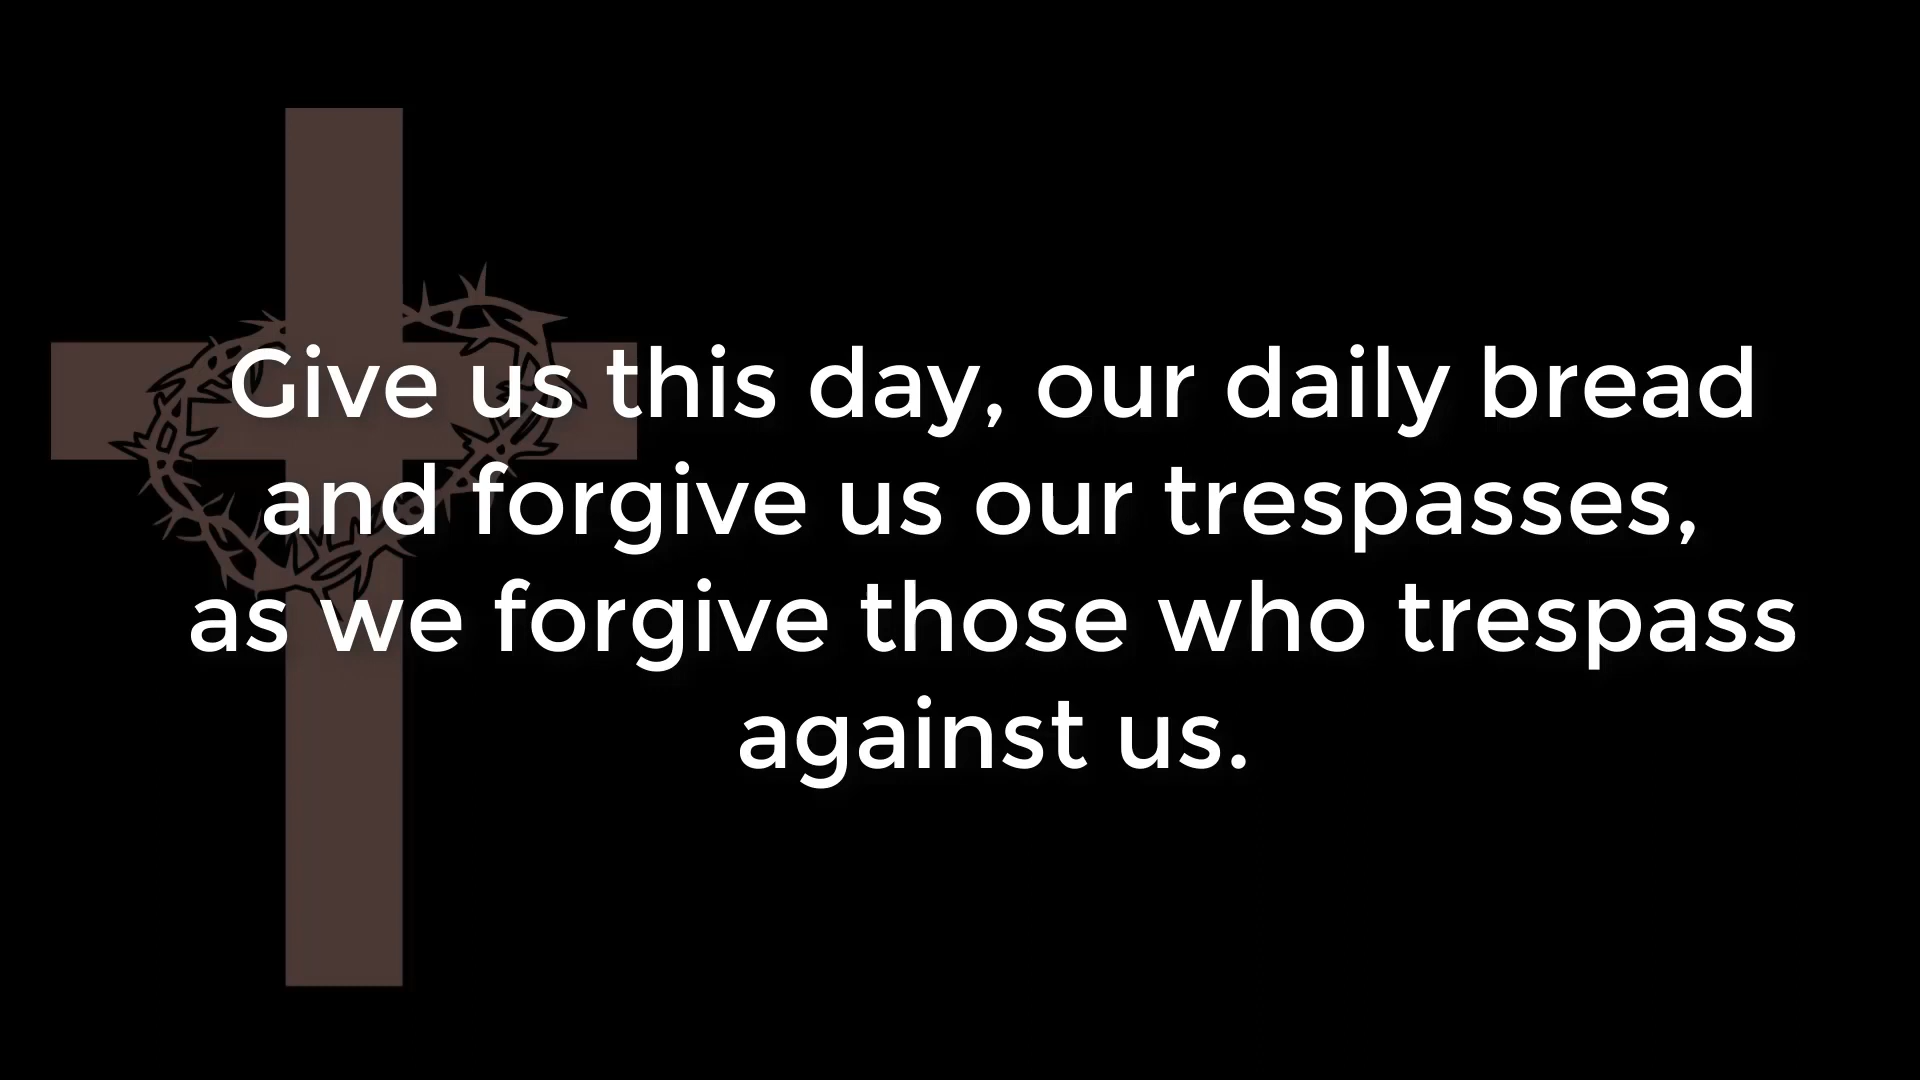 Give us this day, our daily bread
and forgive us our trespasses,
as we forgive those who trespass
against us.